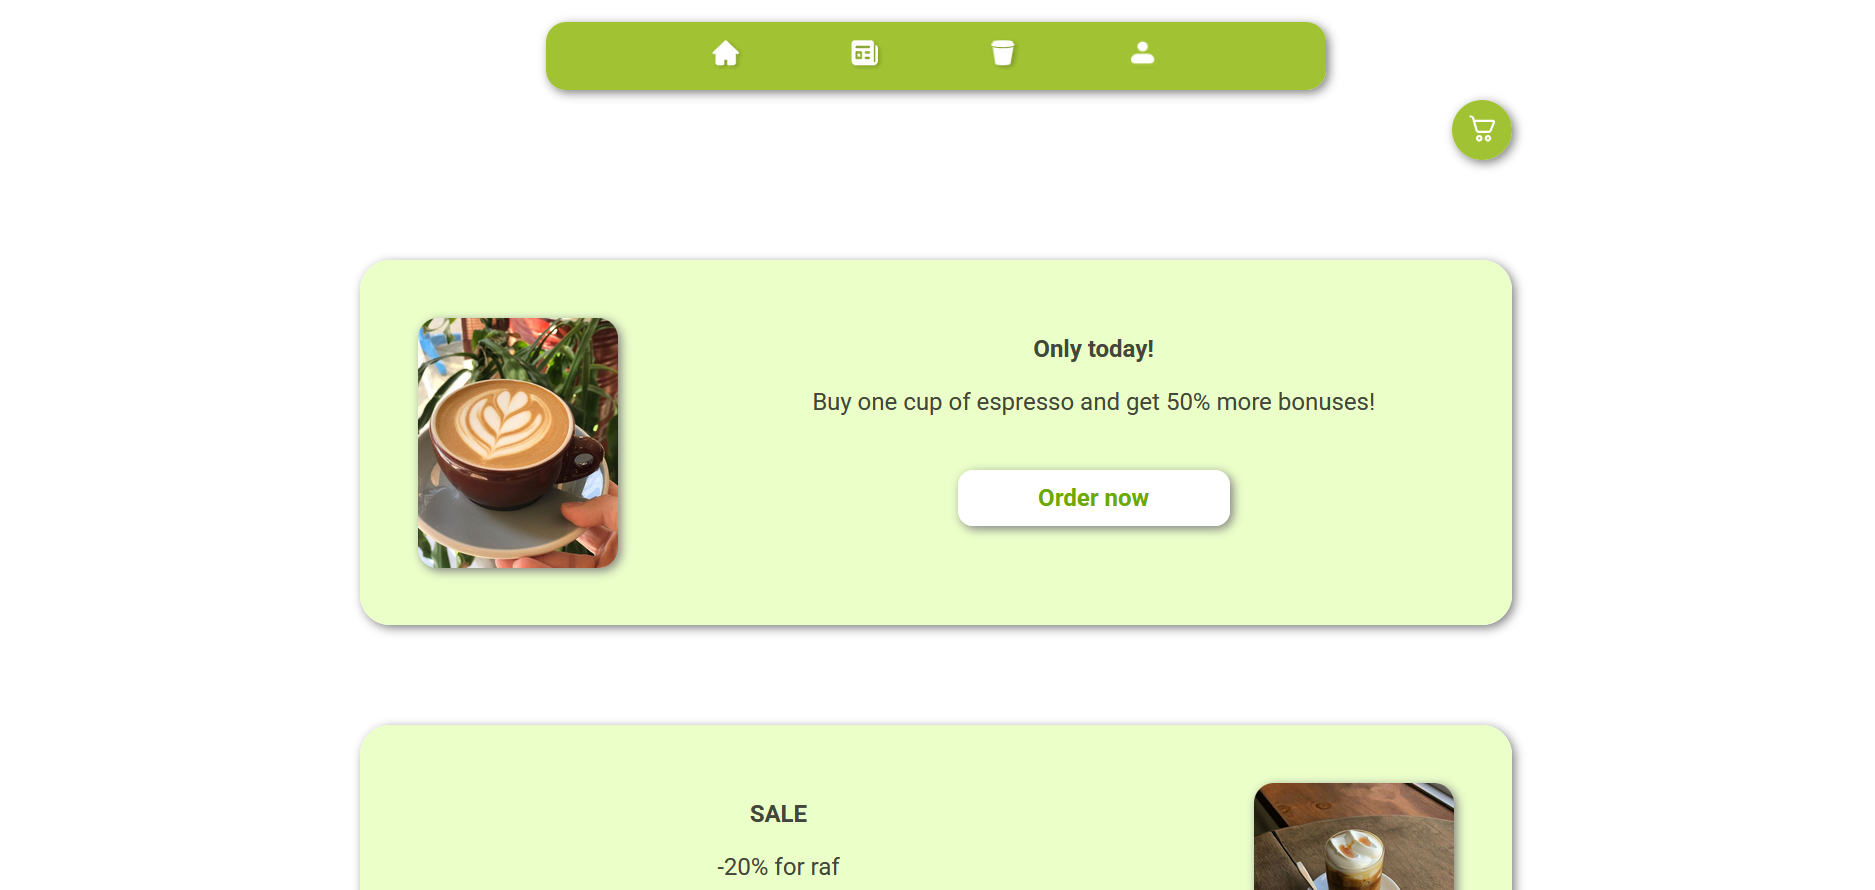 Only today!
Buy one cup of espresso and get 50% more bonuses!
Order now
SALE
-20% for raf